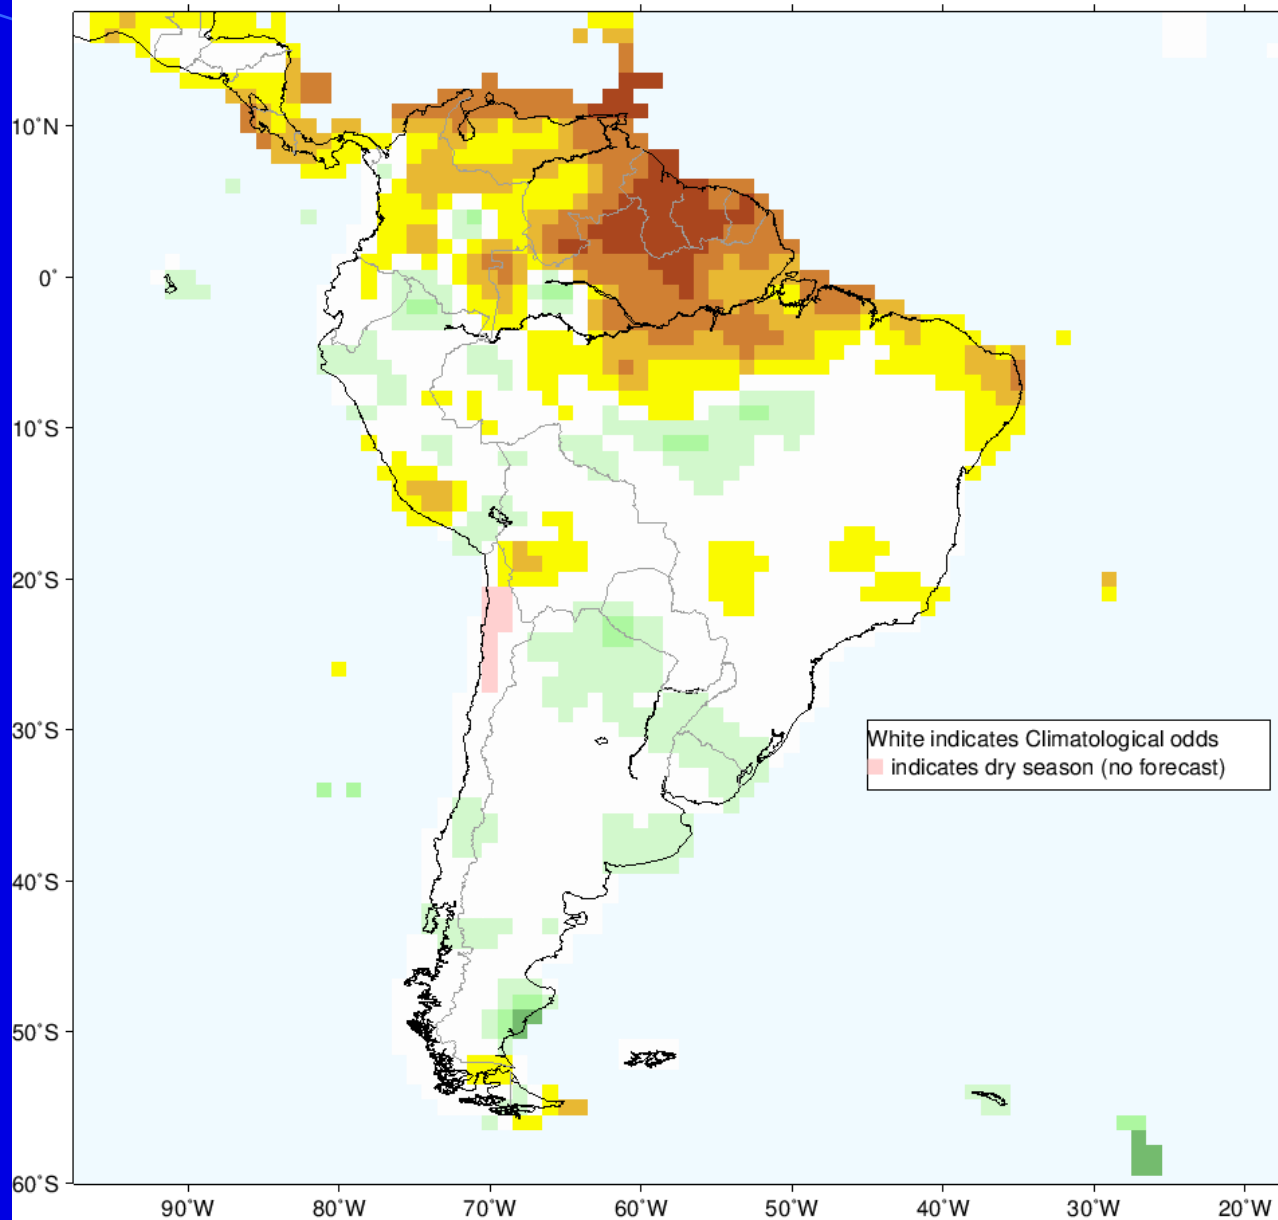 10˚N
0˚
10˚S
20˚S
30˚S
White indicates Climatological odds
indicates dry season (no forecast)
40˚S
50˚S
60˚S
90˚W 80˚W 70˚W 60˚W 50˚W 40˚W 30˚W 20˚W